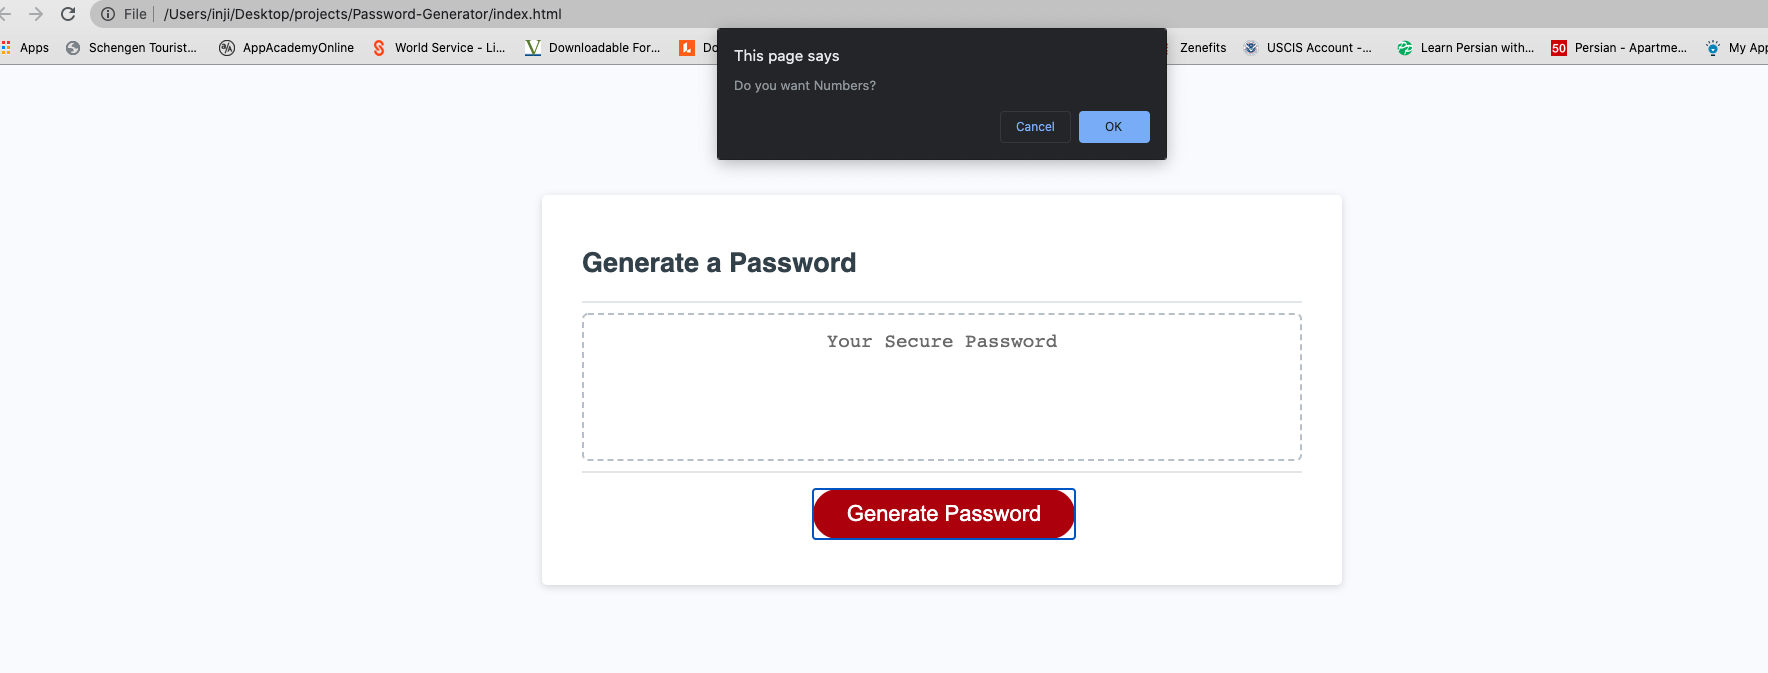 File /Users/inji/Desktop/projects/Password-Generator/index.html
Apps Schengen Tourist... AppAcademyOnline World Service - Li... Downloadable For... Do Zenefits USCIS Account -... Learn Persian with... 50 Persian - Apartme... My App
This page says
Do you want Numbers?
Cancel OK
Generate a Password
Your Secure Password
Generate Password